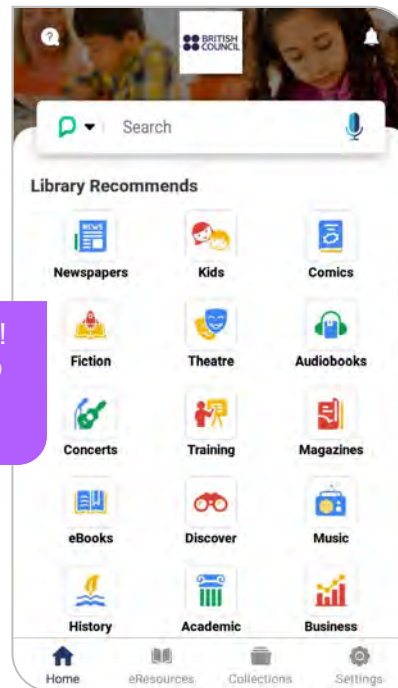 BRITISH
COUNCIL
Search
Library Recommends
NEWS
Newspapers
Kids
Comics
!
Fiction
Theatre
Audiobooks
Concerts
Training
Magazines
eBooks
Discover
Music
History
Academic
Business
Home
eResources
Collections
Settings